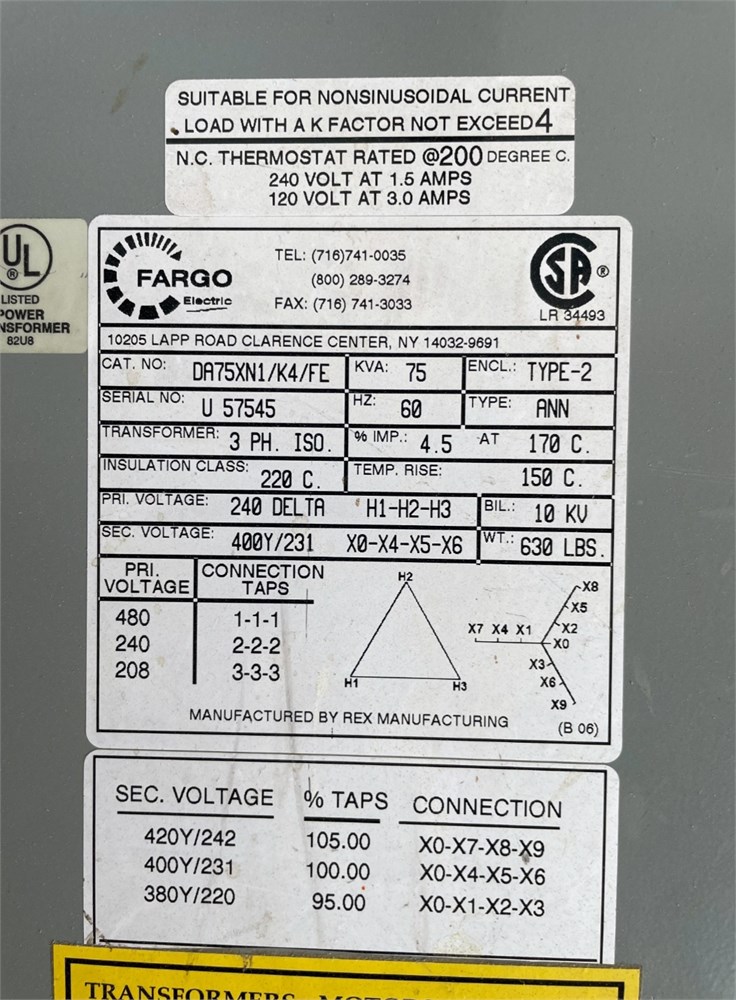 SUITABLE FOR NONSINUSOIDAL CURRENT
LOAD WITH A K FACTOR NOT EXCEED 4
N.C. THERMOSTAT RATED @200 DEGREE C.
240 VOLT AT 1.5 AMPS
120 VOLT AT 3.0 AMPS
UL
®
LISTED
POWER
NSFORMER
82U8
FARGO
Electric
TEL: (716)741-0035
(800) 289-3274
FAX: (716) 741-3033
SA ®
LR 34493
10205 LAPP ROAD CLARENCE CENTER, NY 14032-9691
CAT. NO: DA75XN1/K4/FE KVA: 75 ENCL.: TYPE-2
SERIAL NO: U 57545 HZ: 60 TYPE: ANN
TRANSFORMER: 3 PH. ISO. % IMP.: 4.5 AT 170 C.
INSULATION CLASS: 220 C. TEMP. RISE: 150 C.
PRI. VOLTAGE: 240 DELTA H1-H2-H3 BIL.: 10 KV
SEC. VOLTAGE: 400Y/231 X0-X4-X5-X6 WT.: 630 LBS.
PRI. VOLTAGE CONNECTION TAPS
480 1-1-1
240 2-2-2
208 3-3-3
H2
H1 H3
X8
X5
X7 X4 X1 X2
X0
X3
X6
X9
MANUFACTURED BY REX MANUFACTURING (B 06)
SEC. VOLTAGE % TAPS CONNECTION
420Y/242 105.00 X0-X7-X8-X9
400Y/231 100.00 X0-X4-X5-X6
380Y/220 95.00 X0-X1-X2-X3
TRANSFORMERS